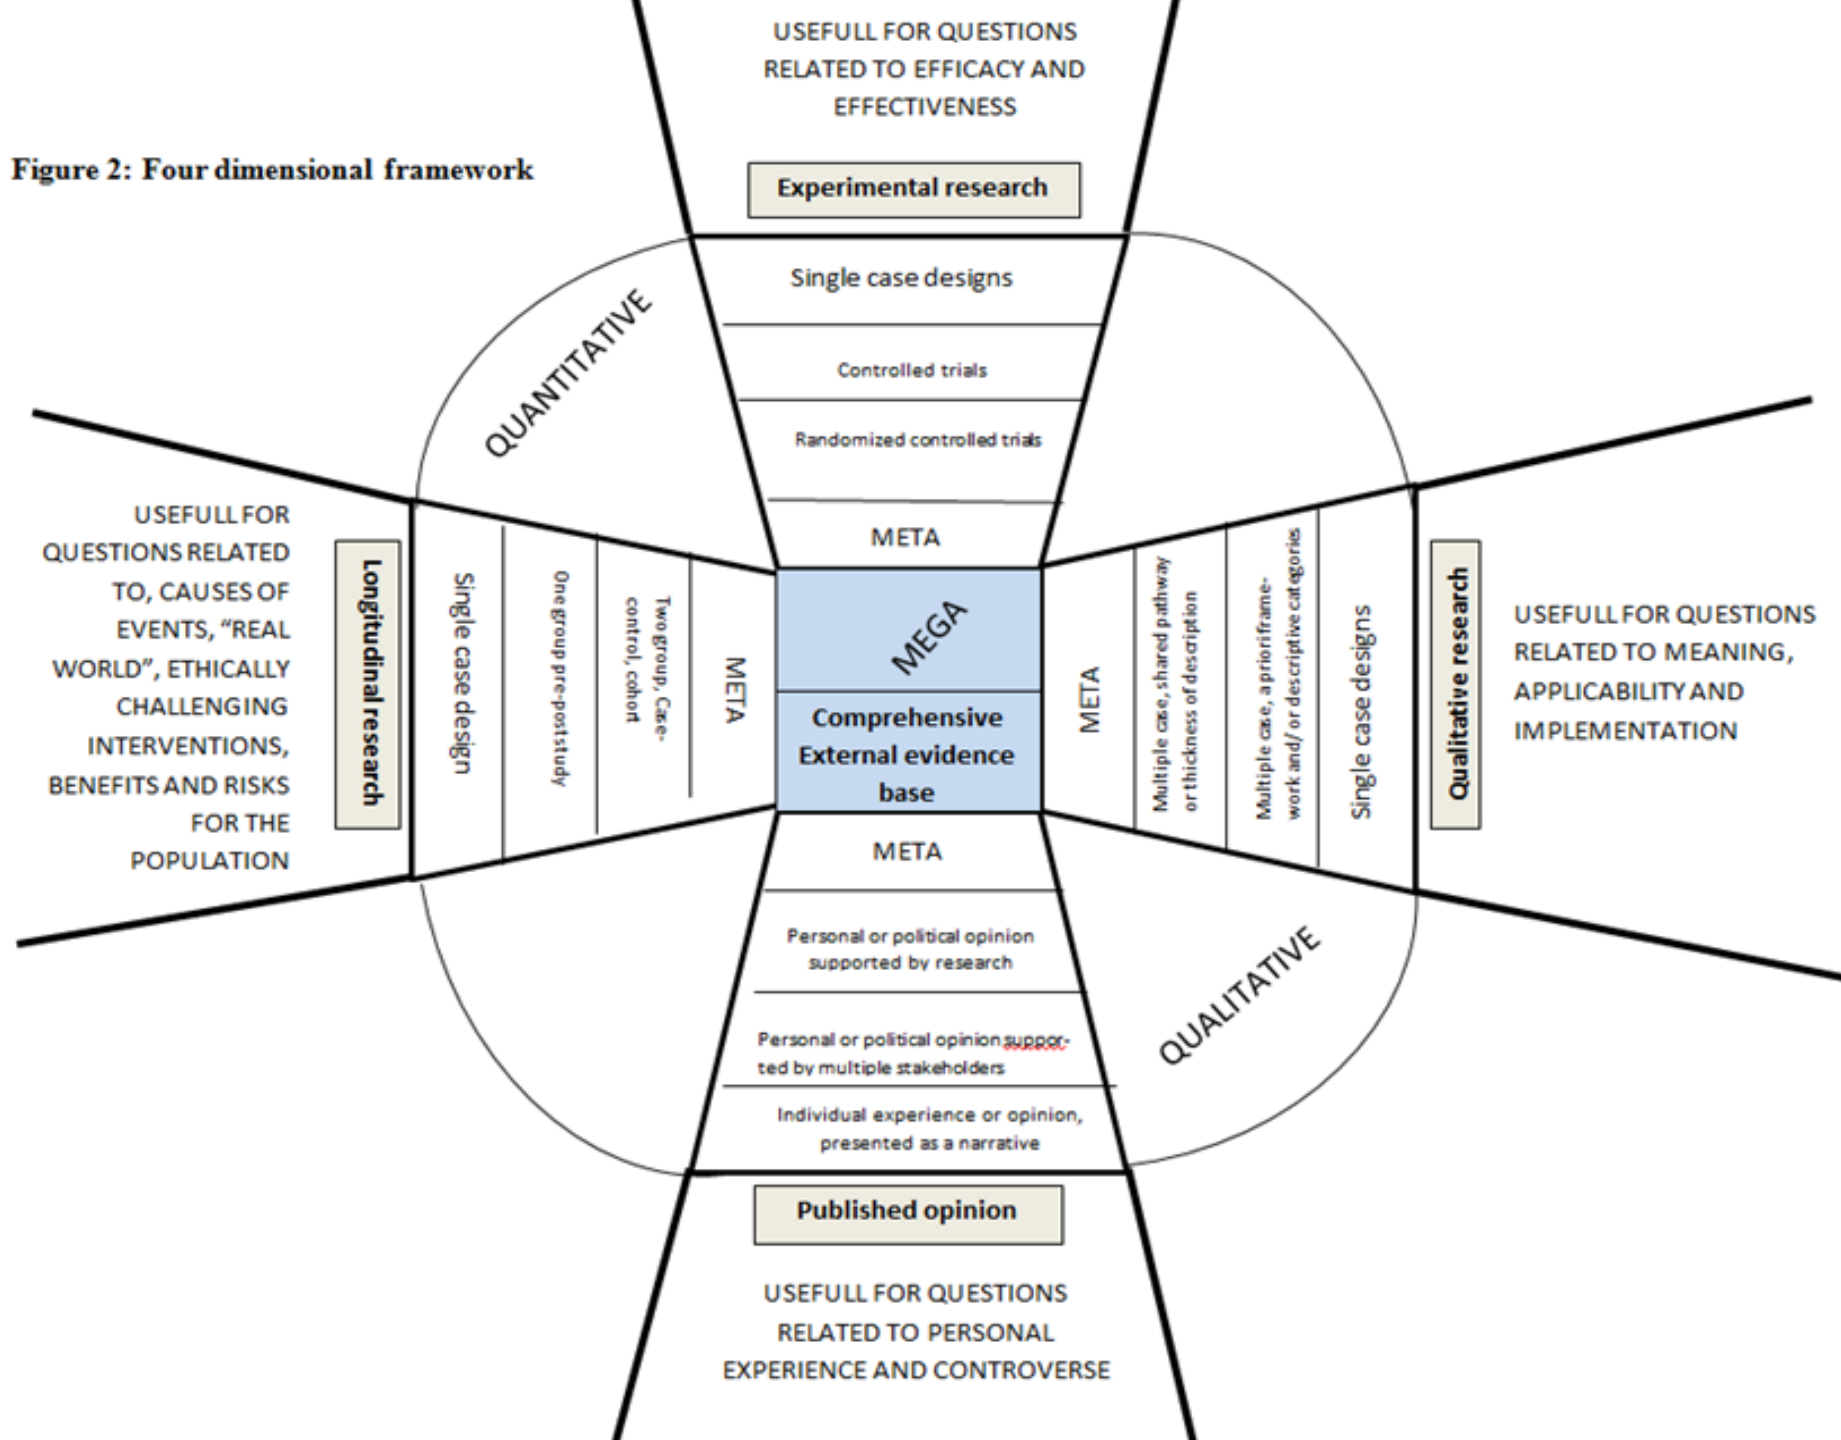 USEFULL FOR QUESTIONS
RELATED TO EFFICACY AND
EFFECTIVENESS
Figure 2: Four dimensional framework
Experimental research
Single case designs
Controlled trials
Randomized controlled trials
META
QUANTITATIVE
USEFULL FOR
QUESTIONS RELATED
TO, CAUSES OF
EVENTS, “REAL
WORLD”, ETHICALLY
CHALLENGING
INTERVENTIONS,
BENEFITS AND RISKS
FOR THE
POPULATION
Longitudinal research
Single case design
One group pre-post study
Two group, Case-
control, cohort
META
MEGA
Comprehensive
External evidence
base
META
Multiple case, shared pathway
or thickness of description
Multiple case, a priori frame-
work and/ or descriptive categories
Single case designs
Qualitative research
USEFULL FOR QUESTIONS
RELATED TO MEANING,
APPLICABILITY AND
IMPLEMENTATION
META
Personal or political opinion
supported by research
Personal or political opinion suppor-
ted by multiple stakeholders
Individual experience or opinion,
presented as a narrative
QUALITATIVE
Published opinion
USEFULL FOR QUESTIONS
RELATED TO PERSONAL
EXPERIENCE AND CONTROVERSE